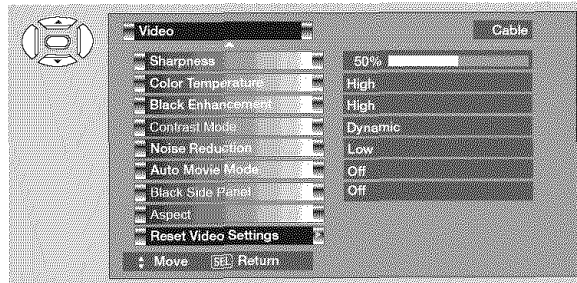 Video
Cable
Sharpness 50%
Color Temperature High
Black Enhancement High
Contrast Mode Dynamic
Noise Reduction Low
Auto Movie Mode Off
Black Side Panel Off
Aspect
Reset Video Settings
Move SEL Return